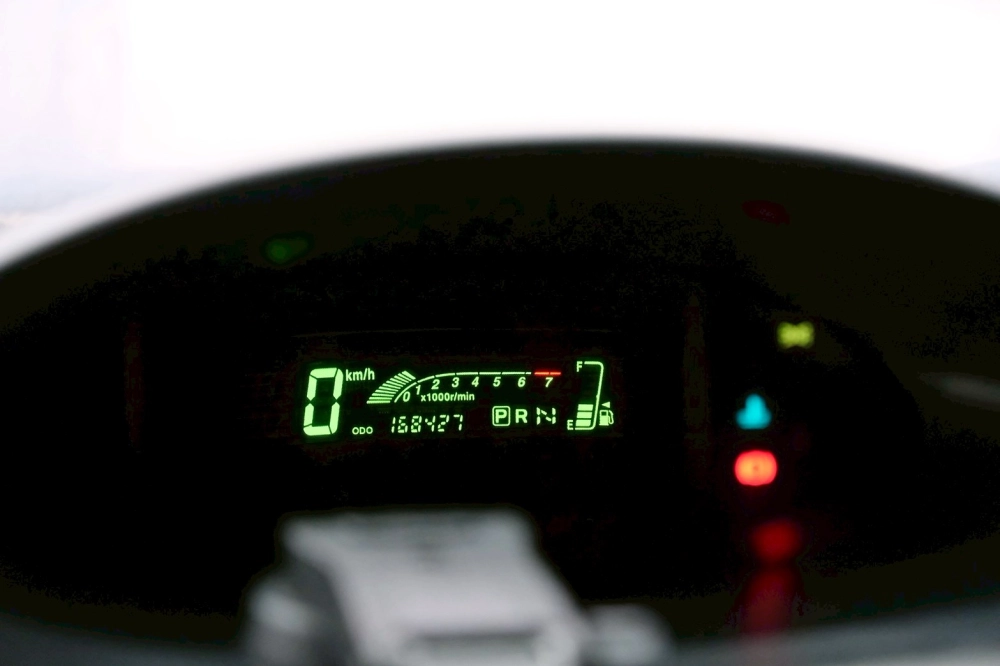 0 km/h
0 1 2 3 4 5 6 7
x1000r/min
F
ODO 168427
P R N
E